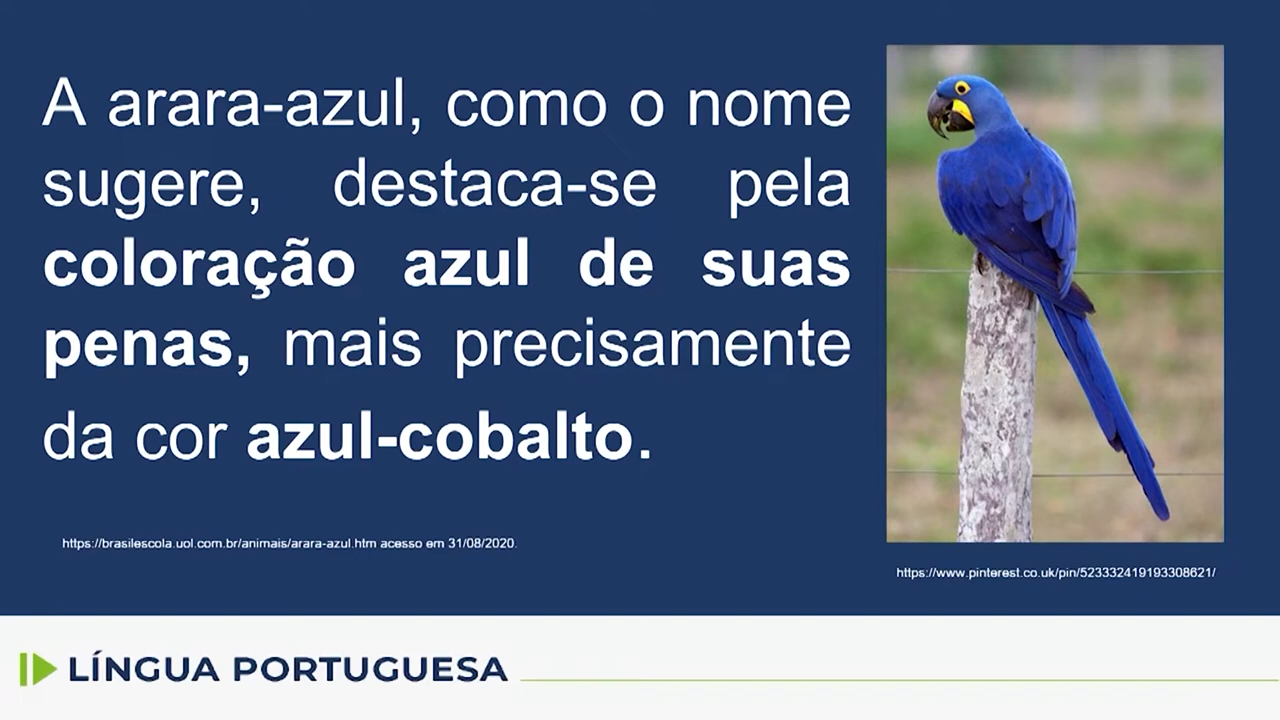 A arara-azul, como o nome
sugere, destaca-se pela
coloração azul de suas
penas, mais precisamente
da cor azul-cobalto.
https://brasilescola.uol.com.br/animais/arara-azul.htm acesso em 31/08/2020.
https://www.pinterest.co.uk/pin/523332419193308621/
LÍNGUA PORTUGUESA